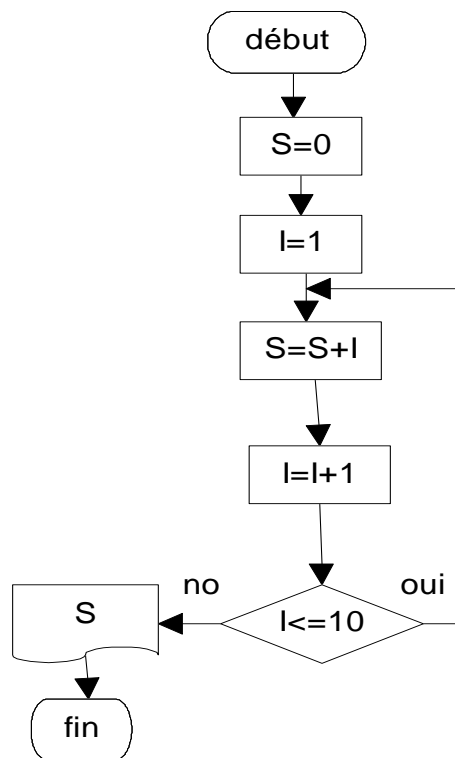 début
S=0
I=1
S=S+I
I=I+1
I<=10
no
oui
S
fin